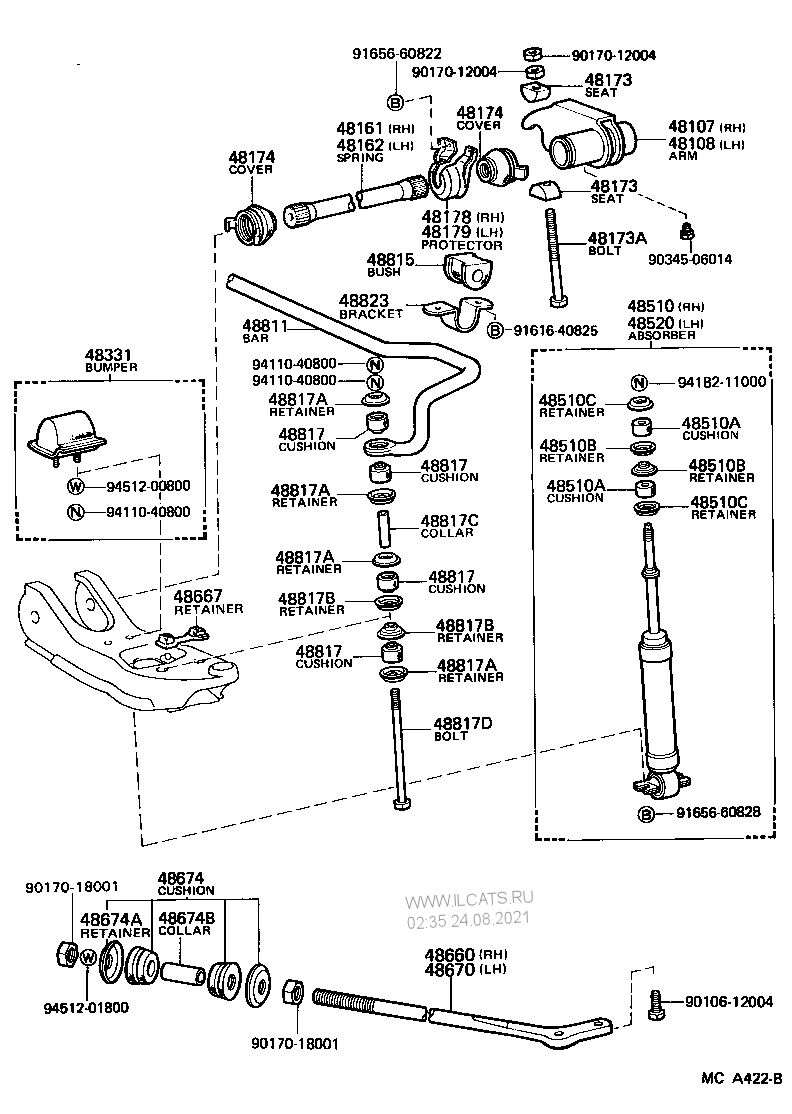 91656-60822
90170-12004
90170-12004
48173
SEAT
B
48174
COVER
48161 (RH)
48162 (LH)
SPRING
48107 (RH)
48108 (LH)
ARM
48174
COVER
48173
SEAT
48178 (RH)
48179 (LH)
PROTECTOR
48173A
BOLT
90345-06014
48815
BUSH
48823
BRACKET
B 91616-40825
48811
BAR
48510 (RH)
48520 (LH)
ABSORBER
48331
BUMPER
94110-40800 N
94110-40800 N
N 94182-11000
48817A
RETAINER
48510C
RETAINER
48817
CUSHION
48510A
CUSHION
48510B
RETAINER
48817
CUSHION
48510B
RETAINER
W 94512-00800
48817A
RETAINER
48510A
CUSHION
48510C
RETAINER
N 94110-40800
48817C
COLLAR
48817A
RETAINER
48817
CUSHION
48667
RETAINER
48817B
RETAINER
48817B
RETAINER
48817
CUSHION
48817A
RETAINER
48817D
BOLT
B 91656-60828
48674
CUSHION
90170-18001
48674A
RETAINER
48674B
COLLAR
WWW.ILCATS.RU
02:35 24.08.2021
W
94512-01800
48660 (RH)
48670 (LH)
90106-12004
90170-18001
MC A422-B